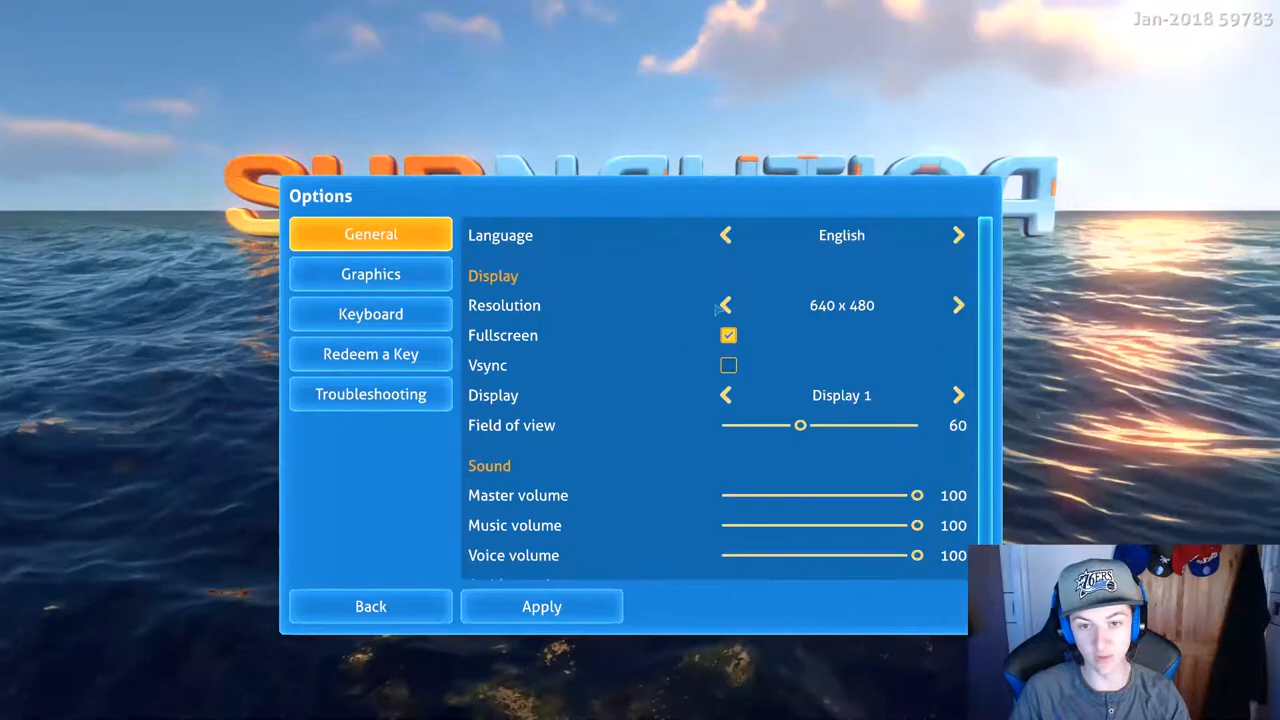 Jan-2018 59783
SUBNAUTICA
Options
General
Language
English
Graphics
Display
Keyboard
Resolution
640 x 480
Fullscreen
Redeem a Key
Vsync
Troubleshooting
Display
Display 1
Field of view
60
Sound
Master volume
100
Music volume
100
Voice volume
100
Back
Apply
76ERS